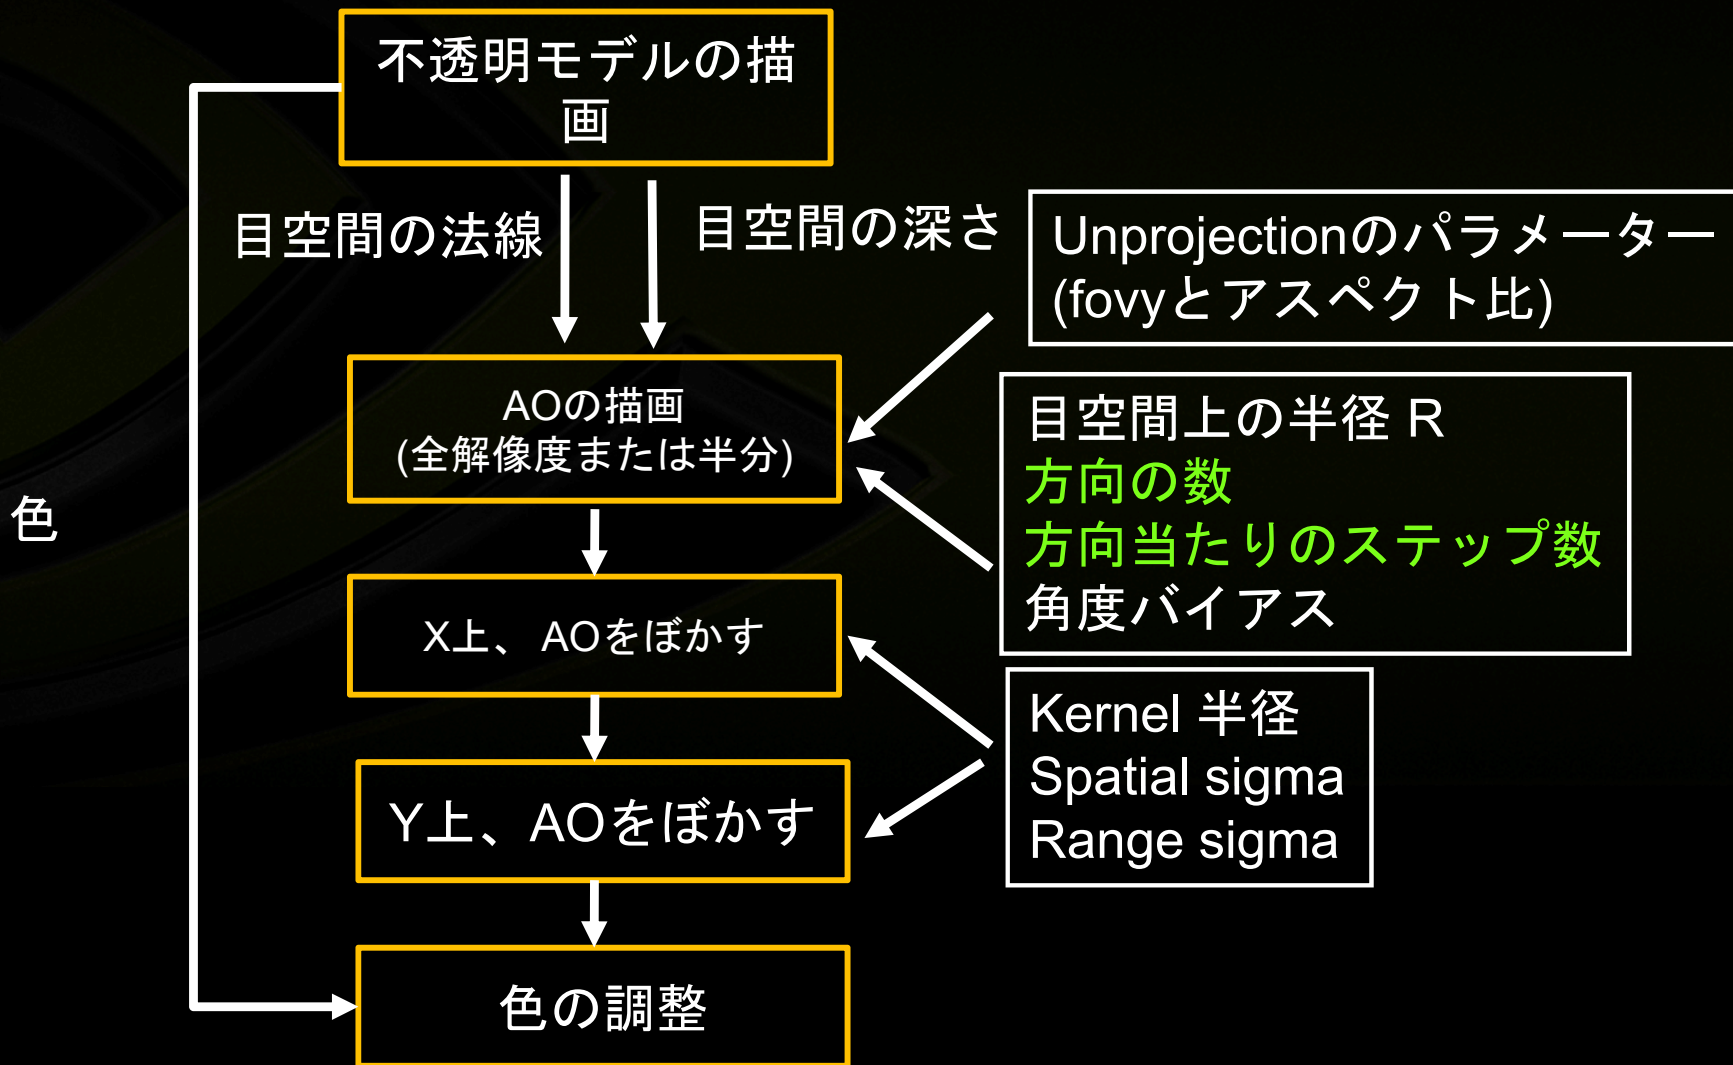 不透明モデルの描
画
目空間の法線
目空間の深さ
Unprojectionのパラメーター
(fovyとアスペクト比)
AOの描画
(全解像度または半分)
目空間上の半径 R
方向の数
方向当たりのステップ数
角度バイアス
色
X上、 AOをぼかす
Kernel 半径
Spatial sigma
Range sigma
Y上、AOをぼかす
色の調整